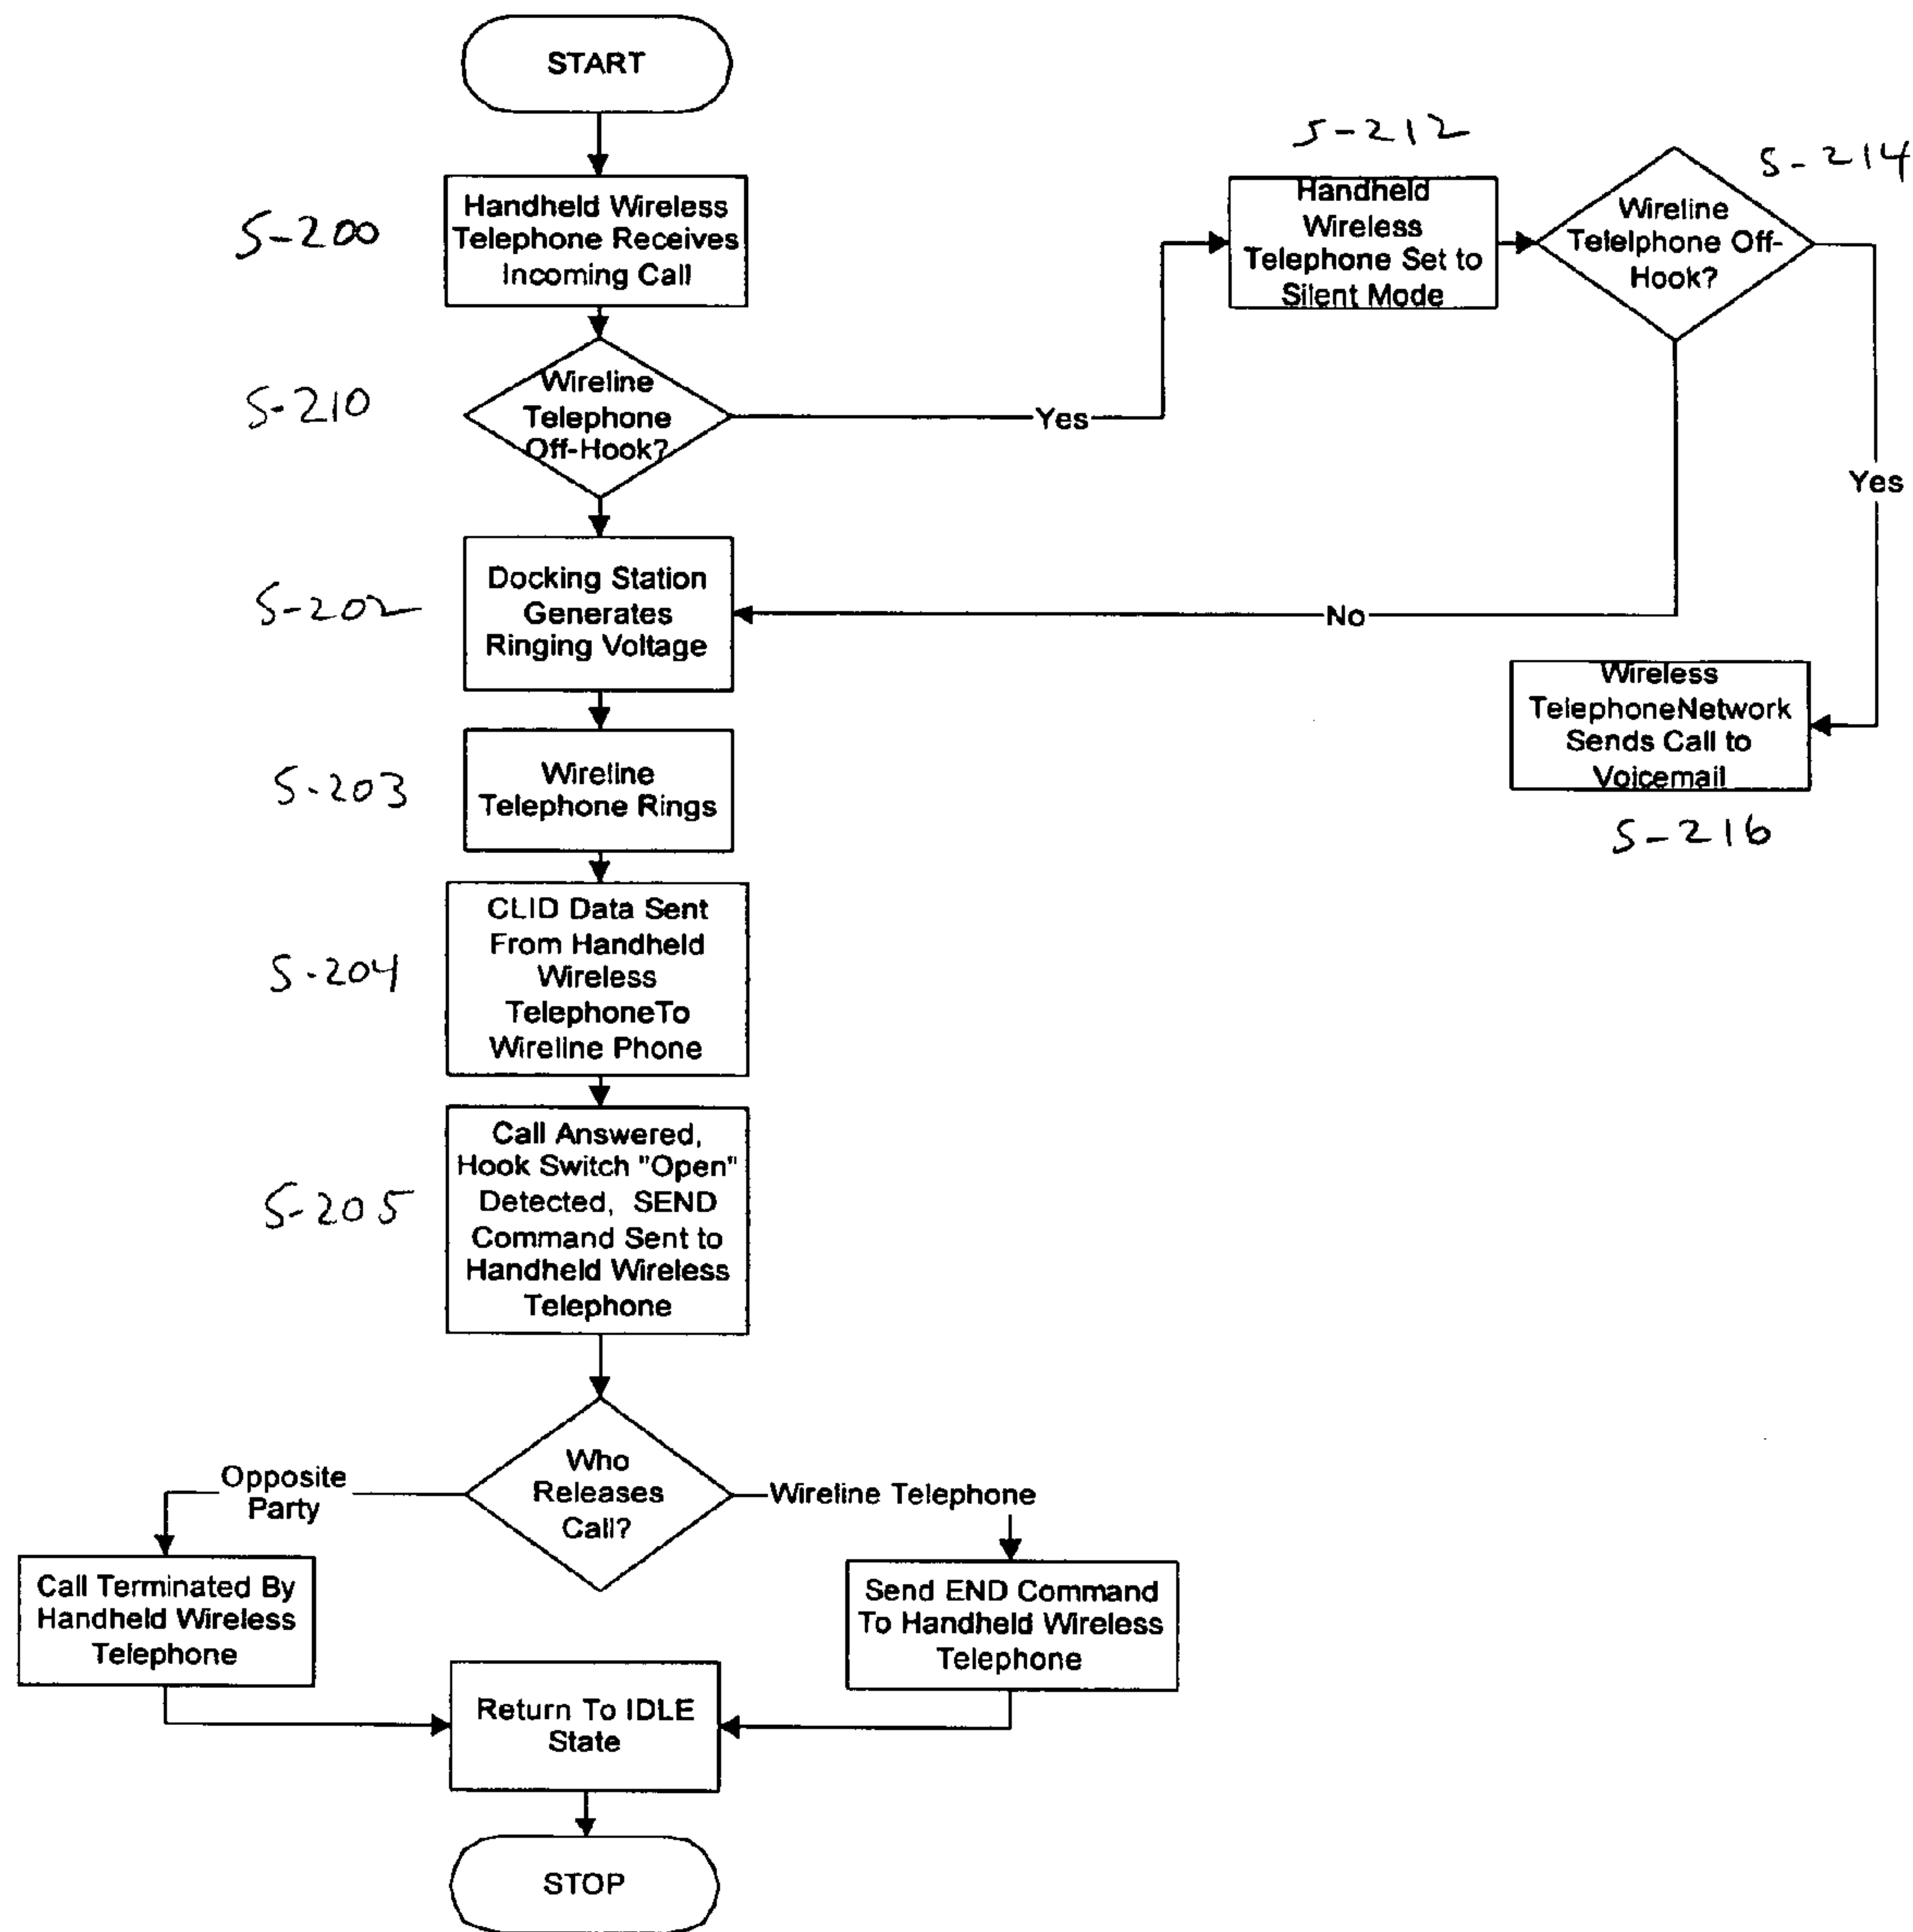 START
S-200
Handheld Wireless
Telephone Receives
Incoming Call
S-210
Wireline
Telephone
Off-Hook?
Yes
S-212
Handheld
Wireless
Telephone Set to
Silent Mode
S-214
Wireline
Telelphone Off-
Hook?
Yes
No
S-202
Docking Station
Generates
Ringing Voltage
Wireless
TelephoneNetwork
Sends Call to
Voicemail
S-216
S-203
Wireline
Telephone Rings
S-204
CLID Data Sent
From Handheld
Wireless
TelephoneTo
Wireline Phone
S-205
Call Answered,
Hook Switch "Open"
Detected, SEND
Command Sent to
Handheld Wireless
Telephone
Who
Releases
Call?
Opposite
Party
Wireline Telephone
Call Terminated By
Handheld Wireless
Telephone
Send END Command
To Handheld Wireless
Telephone
Return To IDLE
State
STOP